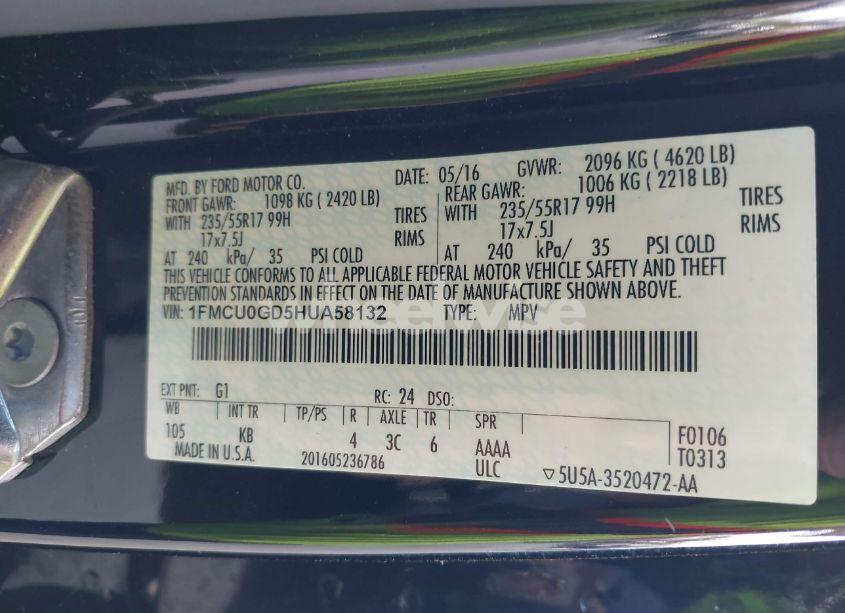 MFD. BY FORD MOTOR CO. DATE: 05/16 GVWR: 2096 KG ( 4620 LB)
FRONT GAWR: 1098 KG ( 2420 LB) REAR GAWR: 1006 KG ( 2218 LB)
WITH 235/55R17 99H TIRES WITH 235/55R17 99H TIRES
17x7.5J RIMS 17x7.5J RIMS
AT 240 kPa/ 35 PSI COLD AT 240 kPa/ 35 PSI COLD
THIS VEHICLE CONFORMS TO ALL APPLICABLE FEDERAL MOTOR VEHICLE SAFETY AND THEFT
PREVENTION STANDARDS IN EFFECT ON THE DATE OF MANUFACTURE SHOWN ABOVE.
VIN: 1FMCU0GD5HUA58132 TYPE: MPV
wheelwise
EXT PNT: G1 RC: 24 DSO:
WB INT TR TP/PS R AXLE TR SPR
105 KB 4 3C 6 AAAA F0106
MADE IN U.S.A. 201605236786 ULC T0313
▽5U5A-3520472-AA